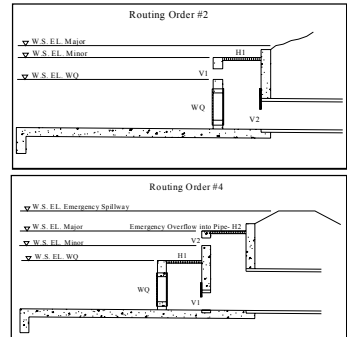 Routing Order #2
W.S. EL. Major
W.S. EL. Minor
H1
W.S. EL. WQ
V1
WQ
V2
Routing Order #4
W.S. EL. Emergency Spillway
W.S. EL. Major
Emergency Overflow into Pipe- H2
W.S. EL. Minor
V2
W.S. EL. WQ
H1
WQ
V1